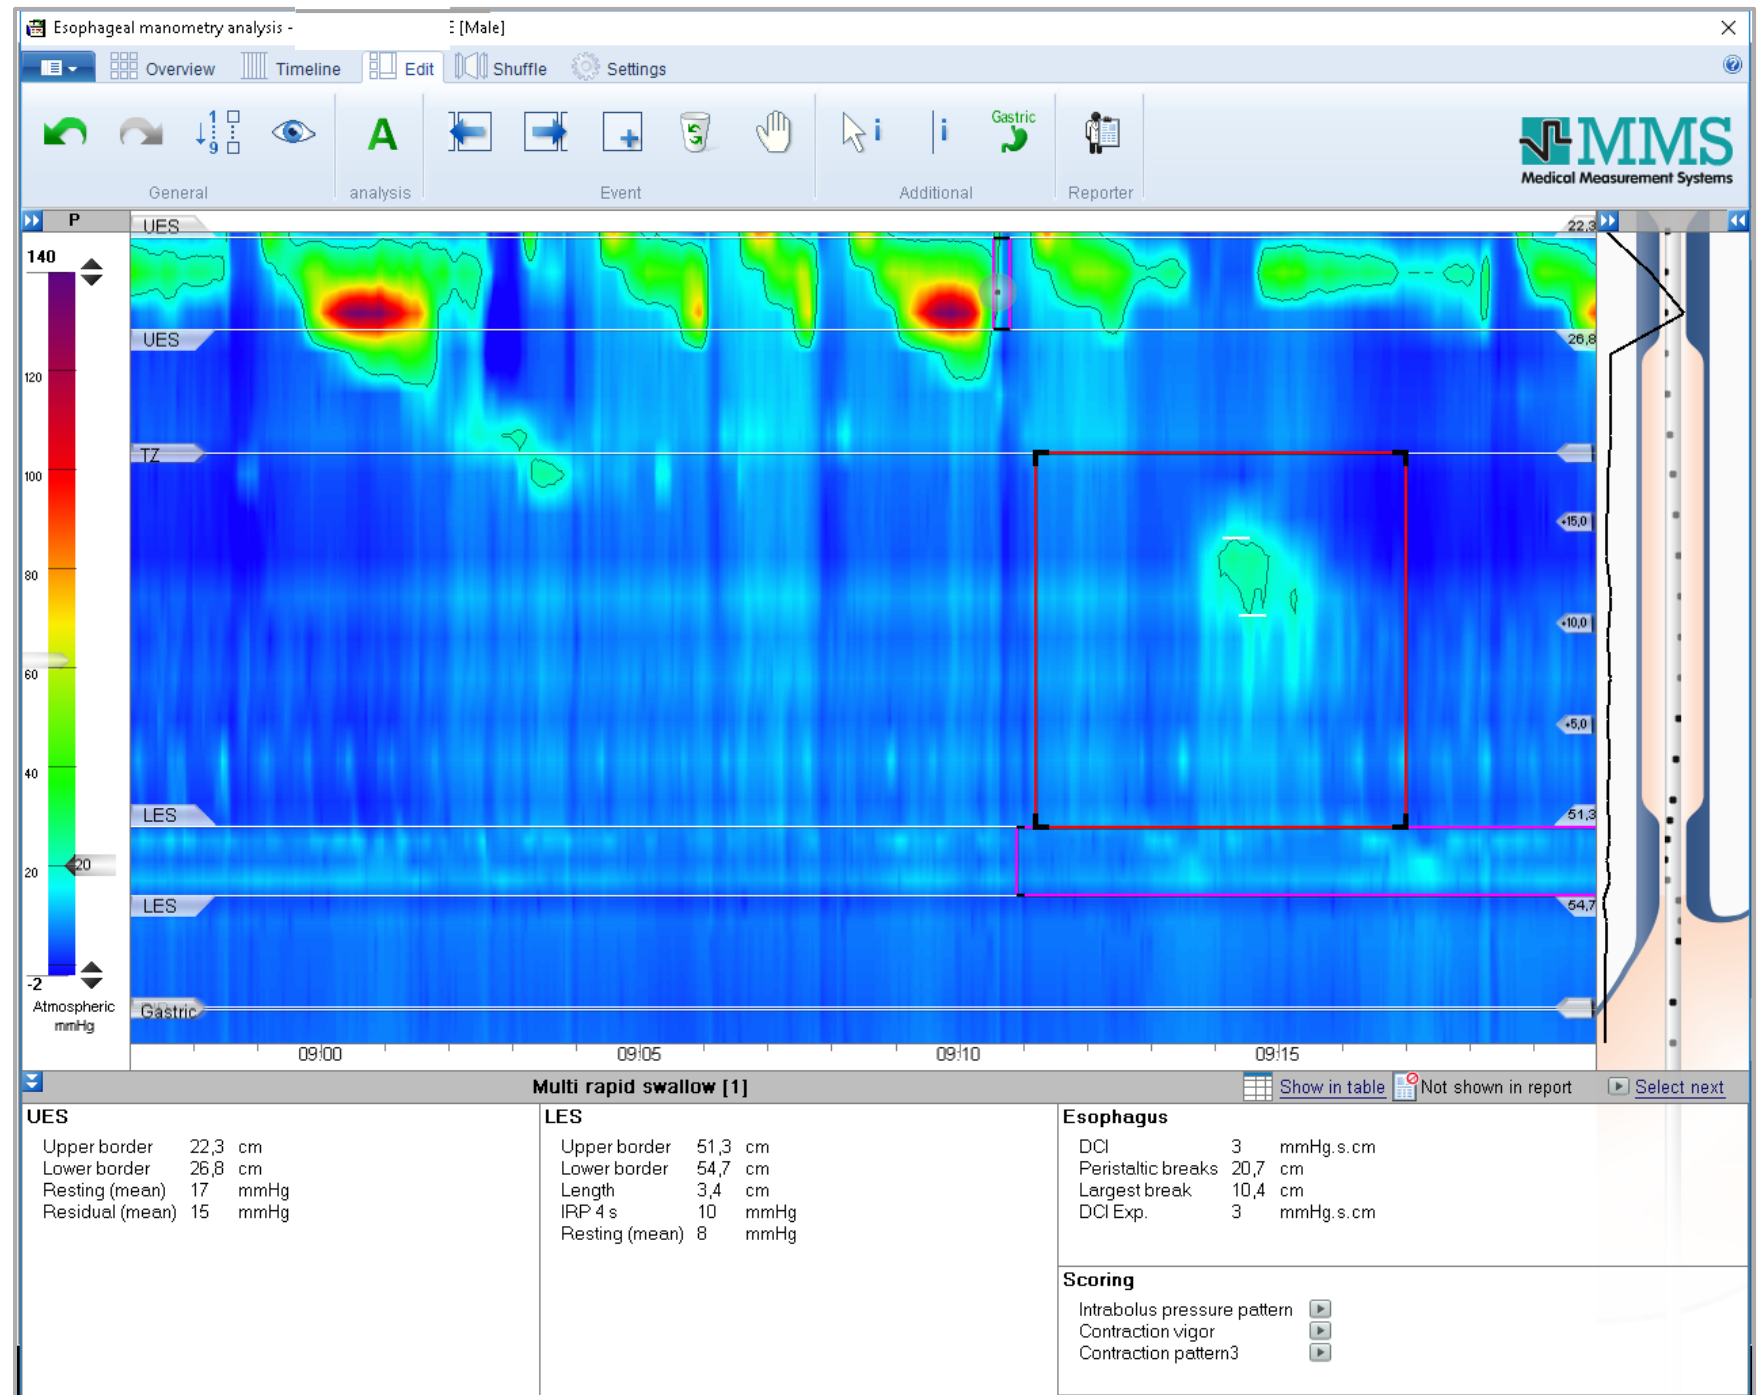 Esophageal manometry analysis - E [Male]
Overview Timeline Edit Shuffle Settings
A i i Gastric
1
9
General analysis Event Additional Reporter
MMS
Medical Measurement Systems
P
140
120
100
80
60
40
20
20
-2
Atmospheric
mmHg
UES 22,3
UES 26,8
TZ
+15,0
+10,0
+5,0
LES 51,3
LES 54,7
Gastric
09:00 09:05 09:10 09:15
Multi rapid swallow [1] Show in table Not shown in report Select next
UES
Upper border 22,3 cm
Lower border 26,8 cm
Resting (mean) 17 mmHg
Residual (mean) 15 mmHg
LES
Upper border 51,3 cm
Lower border 54,7 cm
Length 3,4 cm
IRP 4 s 10 mmHg
Resting (mean) 8 mmHg
Esophagus
DCI 3 mmHg.s.cm
Peristaltic breaks 20,7 cm
Largest break 10,4 cm
DCI Exp. 3 mmHg.s.cm
Scoring
Intrabolus pressure pattern
Contraction vigor
Contraction pattern3